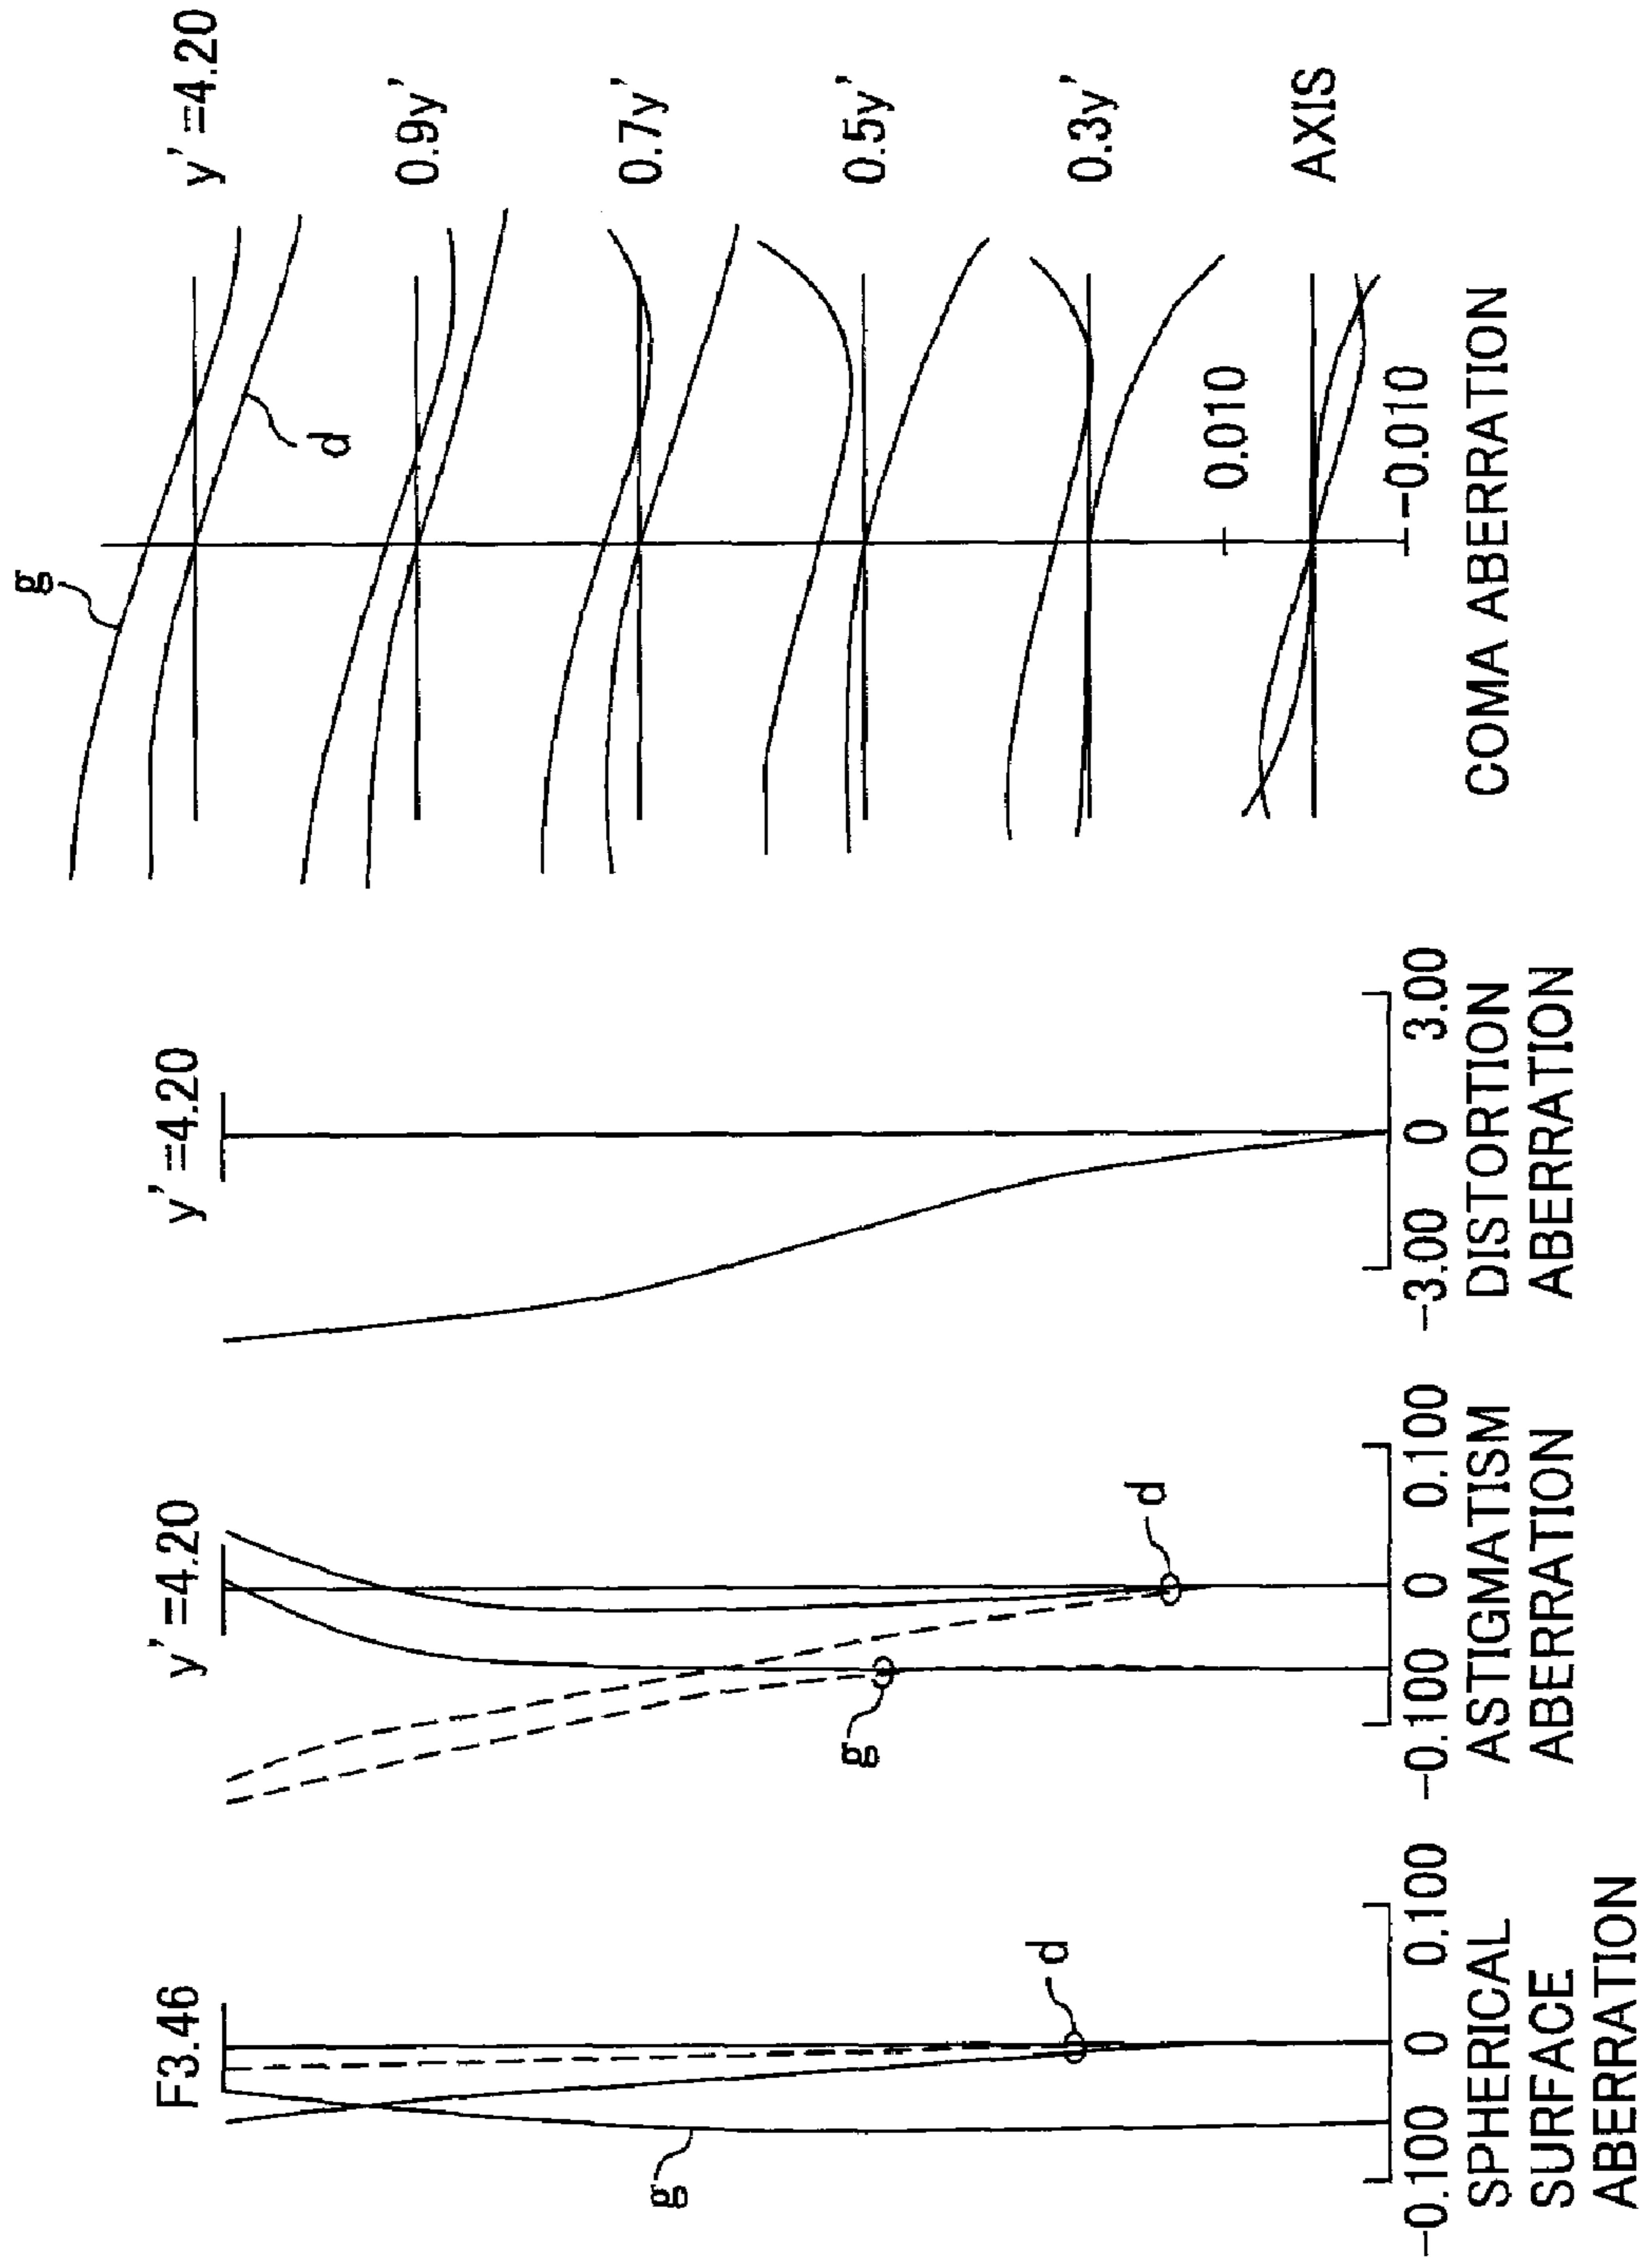 F3.46
g
d
-0.100 0 0.100
SPHERICAL
SURFACE
ABERRATION
y'=4.20
g
d
-0.100 0 0.100
ASTIGMATISM
ABERRATION
y'=4.20
-3.00 0 3.00
DISTORTION
ABERRATION
g
d
y'=4.20
0.9y'
0.7y'
0.5y'
0.3y'
0.010
AXIS
-0.010
COMA ABERRATION